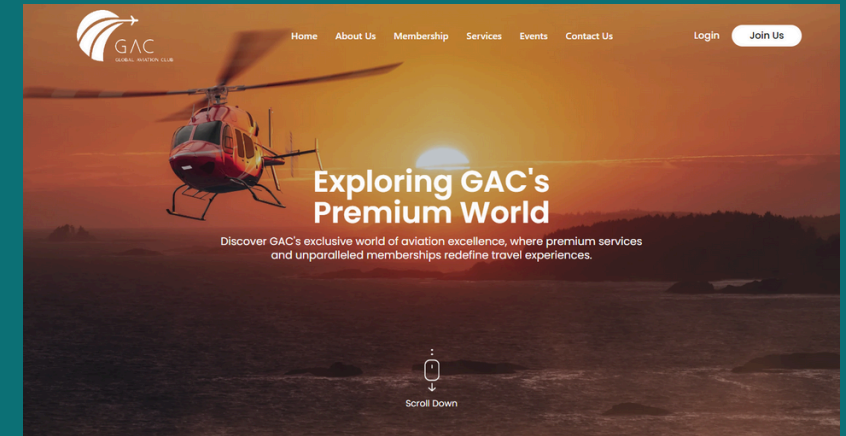 GAC
GLOBAL AVIATION CLUB
Home About Us Membership Services Events Contact Us Login Join Us
Exploring GAC's
Premium World
Discover GAC's exclusive world of aviation excellence, where premium services
and unparalleled memberships redefine travel experiences.
Scroll Down